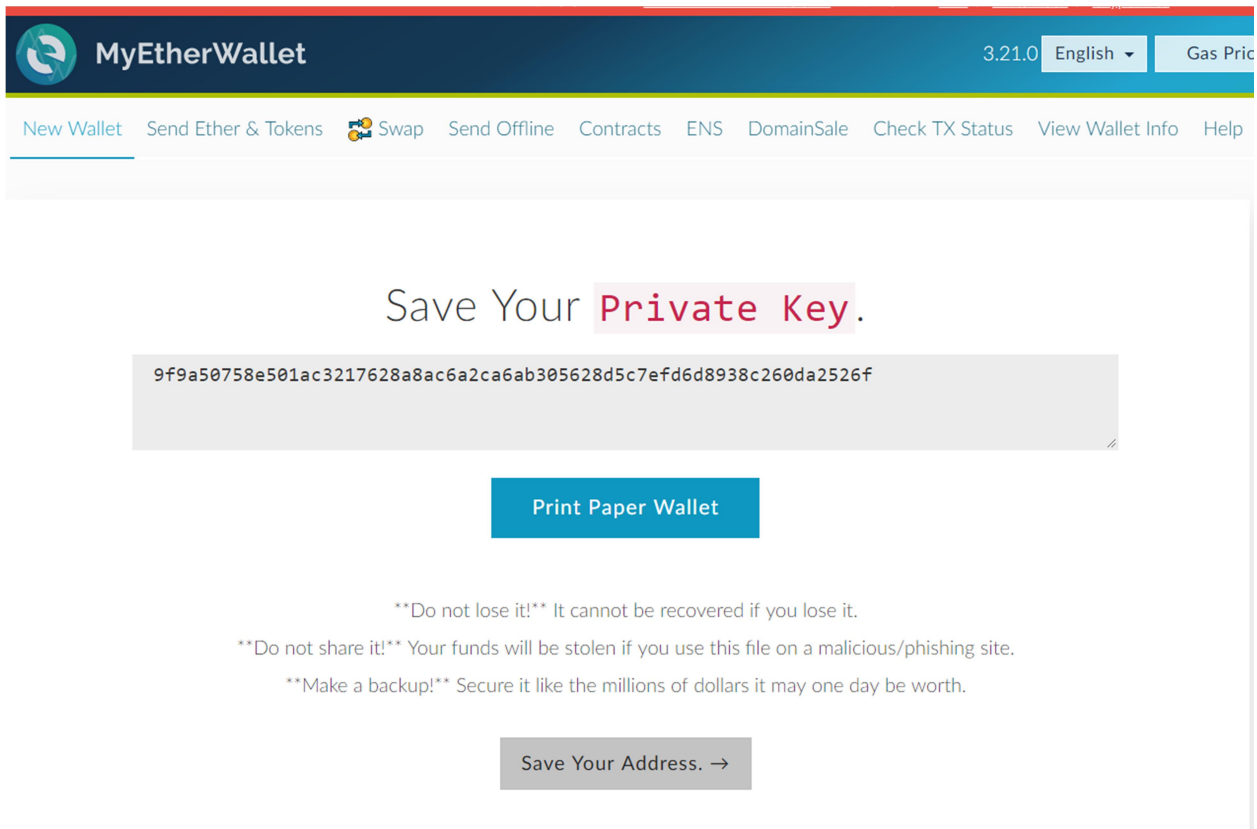 MyEtherWallet
3.21.0 English Gas Pric
New Wallet Send Ether & Tokens Swap Send Offline Contracts ENS DomainSale Check TX Status View Wallet Info Help
Save Your Private Key.
9f9a50758e501ac3217628a8ac6a2ca6ab305628d5c7efd6d8938c260da2526f
Print Paper Wallet
**Do not lose it!** It cannot be recovered if you lose it.
**Do not share it!** Your funds will be stolen if you use this file on a malicious/phishing site.
**Make a backup!** Secure it like the millions of dollars it may one day be worth.
Save Your Address. →